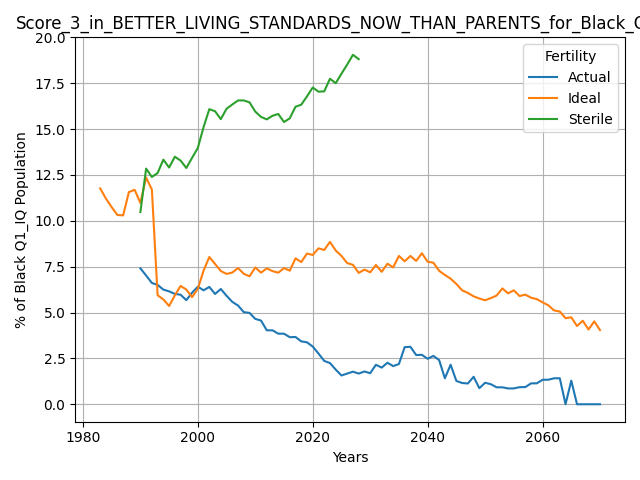 Score_3_in_BETTER_LIVING_STANDARDS_NOW_THAN_PARENTS_for_Black_
20.0
17.5
15.0
12.5
10.0
7.5
5.0
2.5
0.0
% of Black Q1_IQ Population
Fertility
Actual
Ideal
Sterile
1980 2000 2020 2040 2060
Years